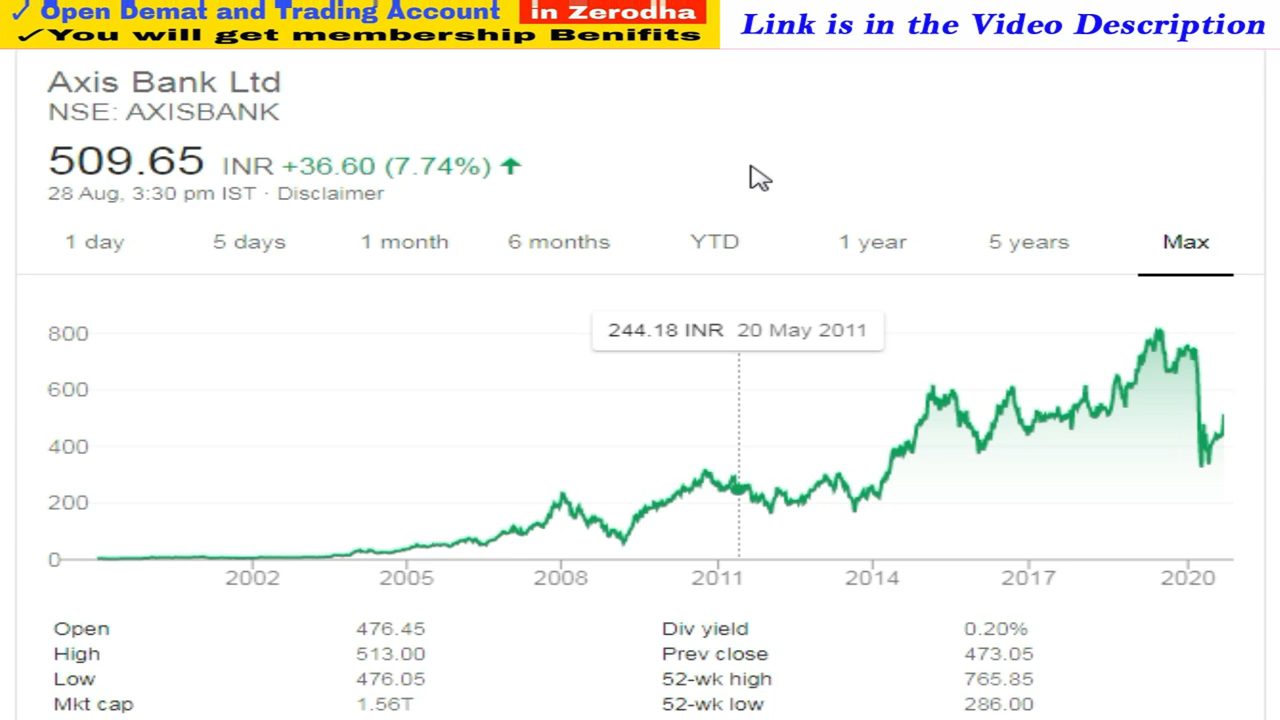 ✓ Open Demat and Trading Account in Zerodha
✓You will get membership Benifits
Link is in the Video Description
Axis Bank Ltd
NSE: AXISBANK
509.65 INR +36.60 (7.74%) ↑
28 Aug, 3:30 pm IST · Disclaimer
1 day 5 days 1 month 6 months YTD 1 year 5 years Max
244.18 INR 20 May 2011
800
600
400
200
0
2002 2005 2008 2011 2014 2017 2020
Open 476.45 Div yield 0.20%
High 513.00 Prev close 473.05
Low 476.05 52-wk high 765.85
Mkt cap 1.56T 52-wk low 286.00